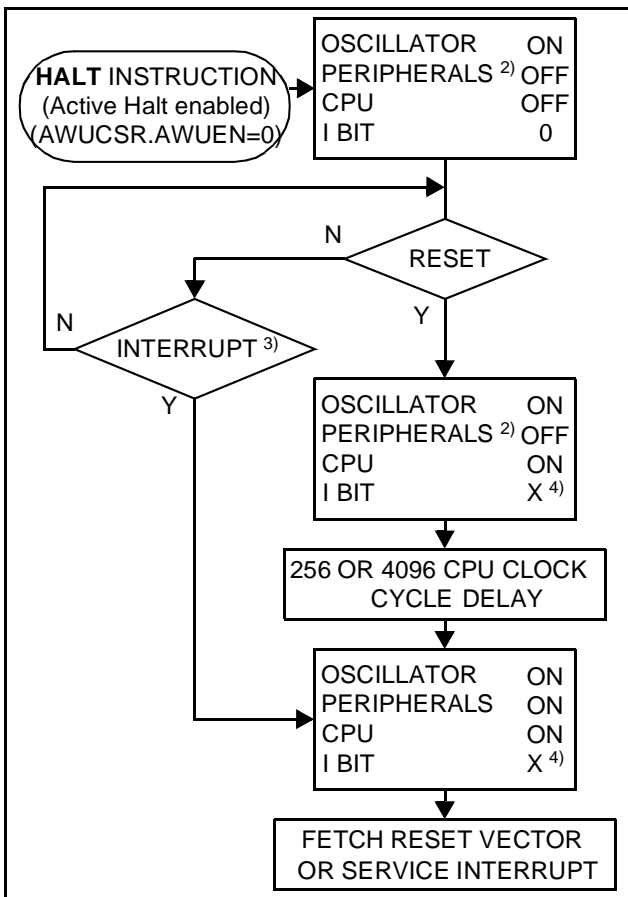 HALT INSTRUCTION
(Active Halt enabled)
(AWUCSR.AWUEN=0)
OSCILLATOR ON
PERIPHERALS 2) OFF
CPU OFF
I BIT 0
RESET
N
Y
INTERRUPT 3)
N
Y
OSCILLATOR ON
PERIPHERALS 2) OFF
CPU ON
I BIT X 4)
256 OR 4096 CPU CLOCK
CYCLE DELAY
OSCILLATOR ON
PERIPHERALS ON
CPU ON
I BIT X 4)
FETCH RESET VECTOR
OR SERVICE INTERRUPT